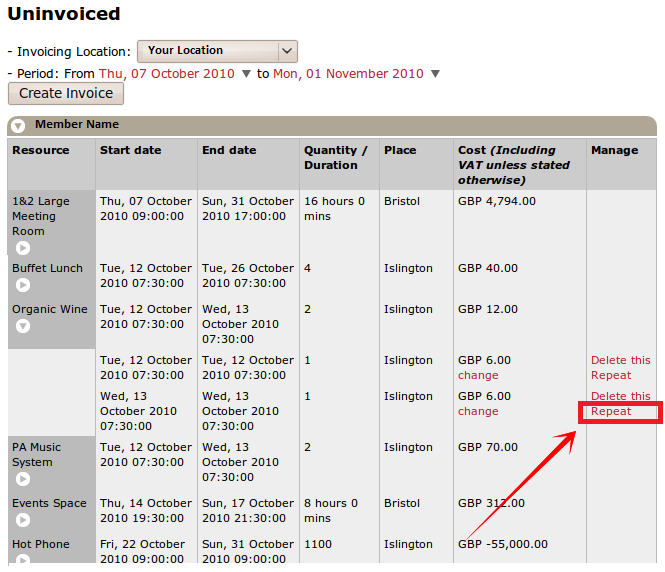 Uninvoiced
- Invoicing Location: Your Location
- Period: From Thu, 07 October 2010 to Mon, 01 November 2010
Create Invoice
Member Name
Resource Start date End date Quantity / Duration Place Cost (Including VAT unless stated otherwise) Manage
1&2 Large Meeting Room Thu, 07 October 2010 09:00:00 Sun, 31 October 2010 17:00:00 16 hours 0 mins Bristol GBP 4,794.00
Buffet Lunch Tue, 12 October 2010 07:30:00 Tue, 26 October 2010 07:30:00 4 Islington GBP 40.00
Organic Wine Tue, 12 October 2010 07:30:00 Wed, 13 October 2010 07:30:00 2 Islington GBP 12.00
Tue, 12 October 2010 07:30:00 Tue, 12 October 2010 07:30:00 1 Islington GBP 6.00 change Delete this Repeat
Wed, 13 October 2010 07:30:00 Wed, 13 October 2010 07:30:00 1 Islington GBP 6.00 change Delete this Repeat
PA Music System Tue, 12 October 2010 07:30:00 Wed, 13 October 2010 07:30:00 2 Islington GBP 70.00
Events Space Thu, 14 October 2010 19:30:00 Sun, 17 October 2010 21:30:00 8 hours 0 mins Bristol GBP 312.00
Hot Phone Fri, 22 October 2010 09:00:00 Sun, 31 October 2010 09:00:00 1100 Islington GBP -55,000.00